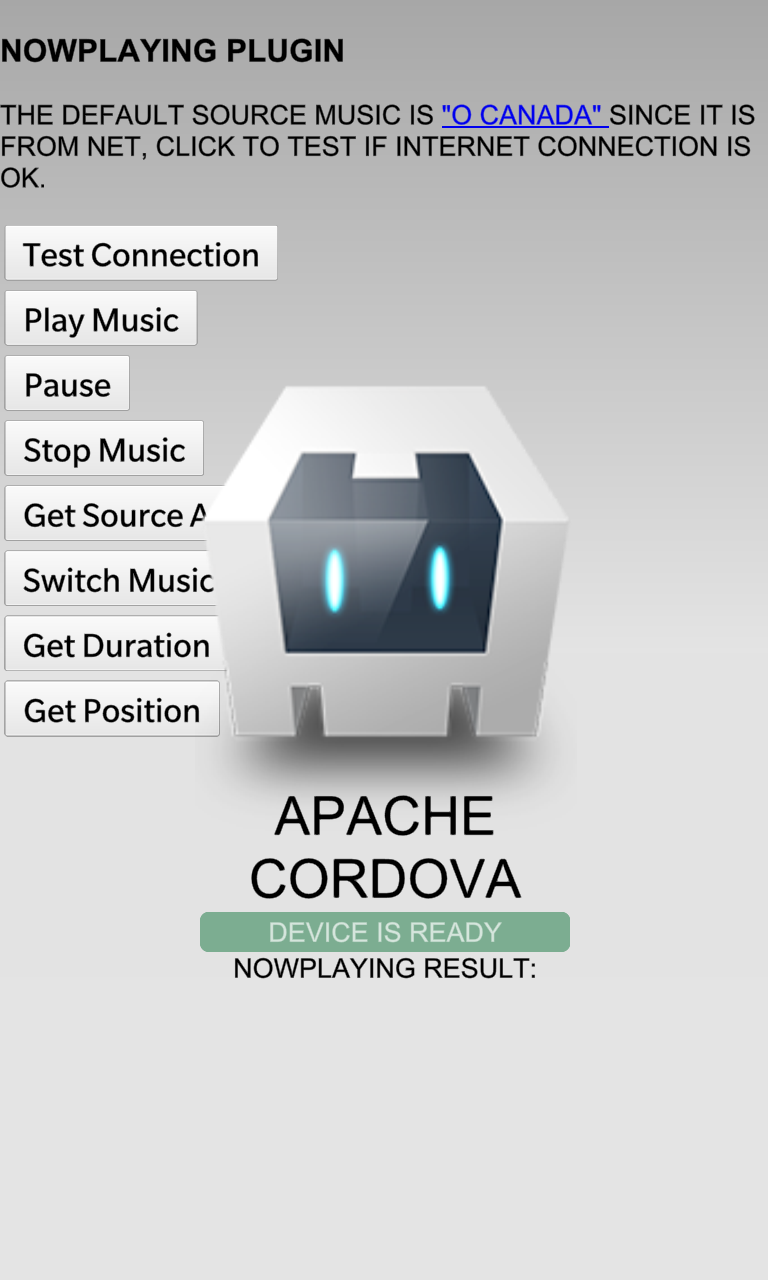 NOWPLAYING PLUGIN
THE DEFAULT SOURCE MUSIC IS "O CANADA" SINCE IT IS
FROM NET, CLICK TO TEST IF INTERNET CONNECTION IS
OK.
Test Connection
Play Music
Pause
Stop Music
Get Source
Switch Music
Get Duration
Get Position
APACHE
CORDOVA
DEVICE IS READY
NOWPLAYING RESULT: